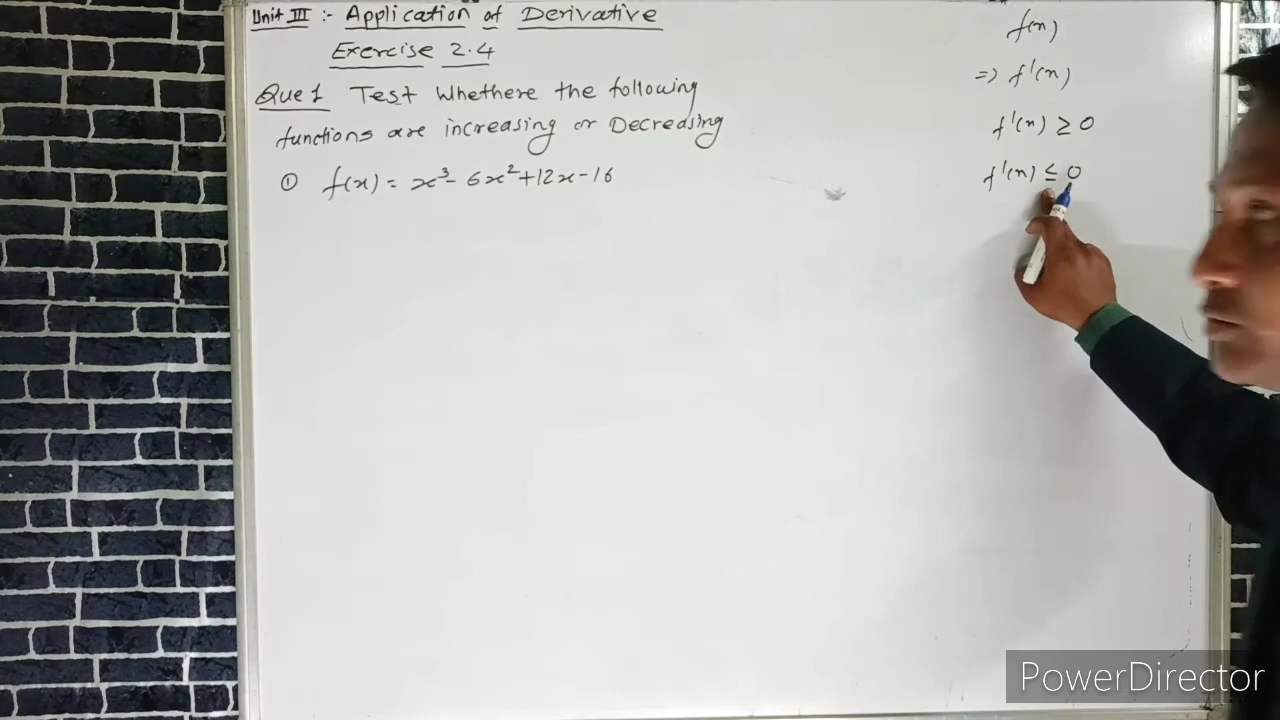 Unit III :- Application of Derivative
Exercise 2.4
Que 1 Test Whethere the following
functions are increasing or Decreasing
① f(x) = x³ - 6x² + 12x - 16
f(x)
=> f'(x)
f'(x) ≥ 0
f'(x) ≤ 0
PowerDirector